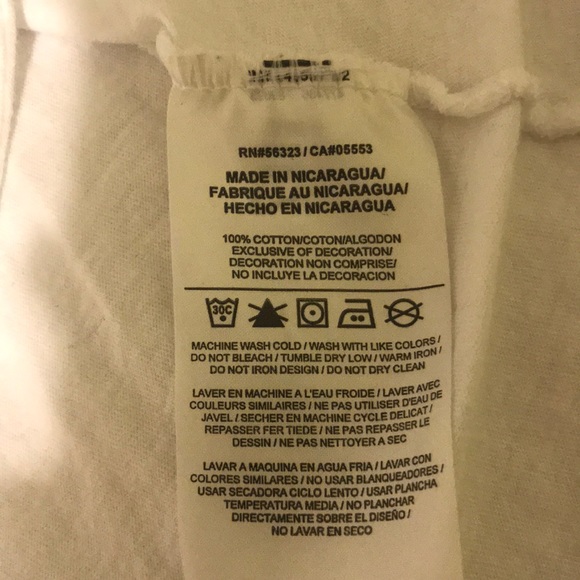 RN#56323 / CA#05553
MADE IN NICARAGUA/
FABRIQUE AU NICARAGUA/
HECHO EN NICARAGUA
100% COTTON/COTON/ALGODON
EXCLUSIVE OF DECORATION/
DECORATION NON COMPRISE/
NO INCLUYE LA DECORACION
30C
MACHINE WASH COLD / WASH WITH LIKE COLORS /
DO NOT BLEACH / TUMBLE DRY LOW / WARM IRON /
DO NOT IRON DESIGN / DO NOT DRY CLEAN
LAVER EN MACHINE A L'EAU FROIDE / LAVER AVEC
COULEURS SIMILAIRES / NE PAS UTILISER D'EAU DE
JAVEL / SECHER EN MACHINE CYCLE DELICAT /
REPASSER FER TIEDE / NE PAS REPASSER LE
DESSIN / NE PAS NETTOYER A SEC
LAVAR A MAQUINA EN AGUA FRIA / LAVAR CON
COLORES SIMILARES / NO USAR BLANQUEADORES /
USAR SECADORA CICLO LENTO / USAR PLANCHA
TEMPERATURA MEDIA / NO PLANCHAR
DIRECTAMENTE SOBRE EL DISEÑO /
NO LAVAR EN SECO